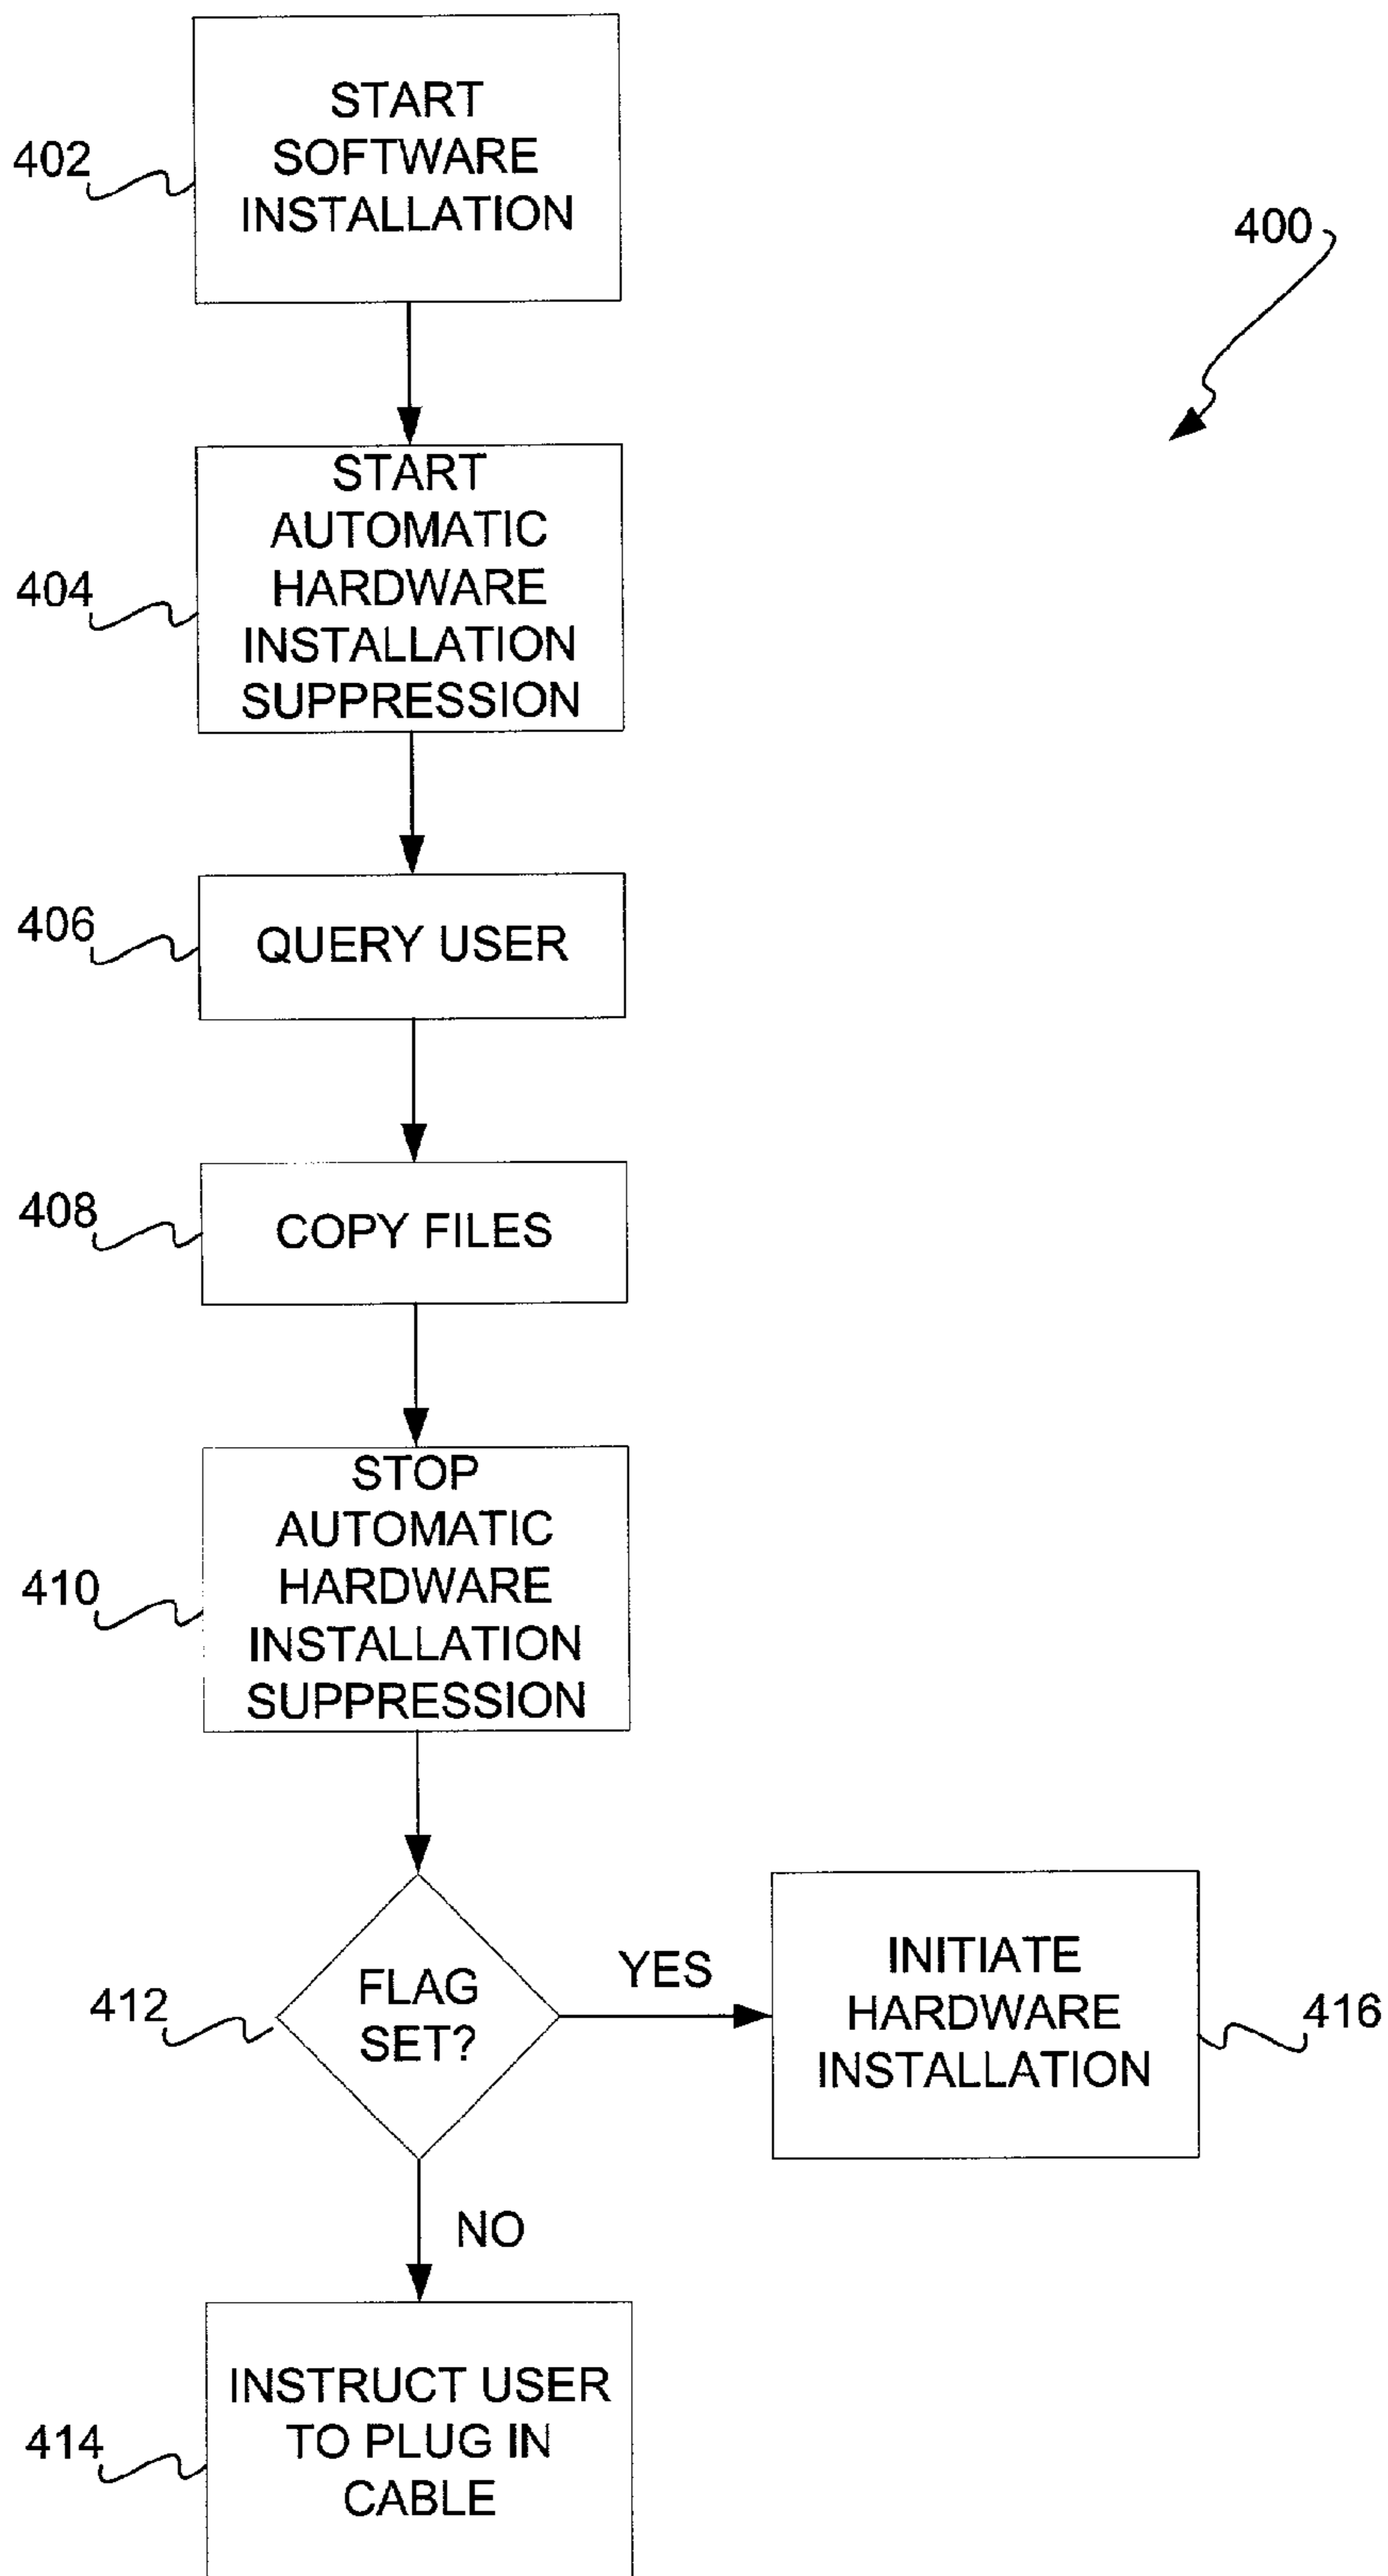 START
SOFTWARE
INSTALLATION
402
400
START
AUTOMATIC
HARDWARE
INSTALLATION
SUPPRESSION
404
406
QUERY USER
408
COPY FILES
STOP
AUTOMATIC
HARDWARE
INSTALLATION
SUPPRESSION
410
412
FLAG
SET?
YES
INITIATE
HARDWARE
INSTALLATION
416
NO
INSTRUCT USER
TO PLUG IN
CABLE
414